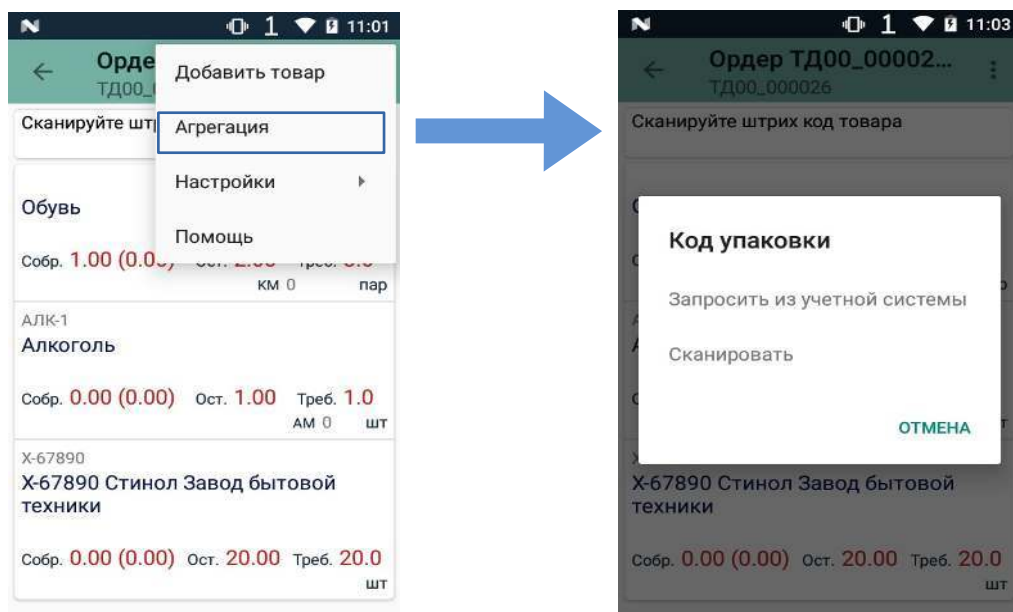 1 11:01
Орде
ТД00_
Добавить товар
Агрегация
Настройки
Помощь
Сканируйте шт
Обувь
Собр. 1.00 (0.00)
КМ 0 пар
АЛК-1
Алкоголь
Собр. 0.00 (0.00) Ост. 1.00 Треб. 1.0
АМ 0 шт
X-67890
X-67890 Стинол Завод бытовой
техники
Собр. 0.00 (0.00) Ост. 20.00 Треб. 20.0
шт
1 11:03
Ордер ТД00_00002...
ТД00_000026
Сканируйте штрих код товара
Код упаковки
Запросить из учетной системы
Сканировать
ОТМЕНА
X-67890 Стинол Завод бытовой
техники
Собр. 0.00 (0.00) Ост. 20.00 Треб. 20.0
шт